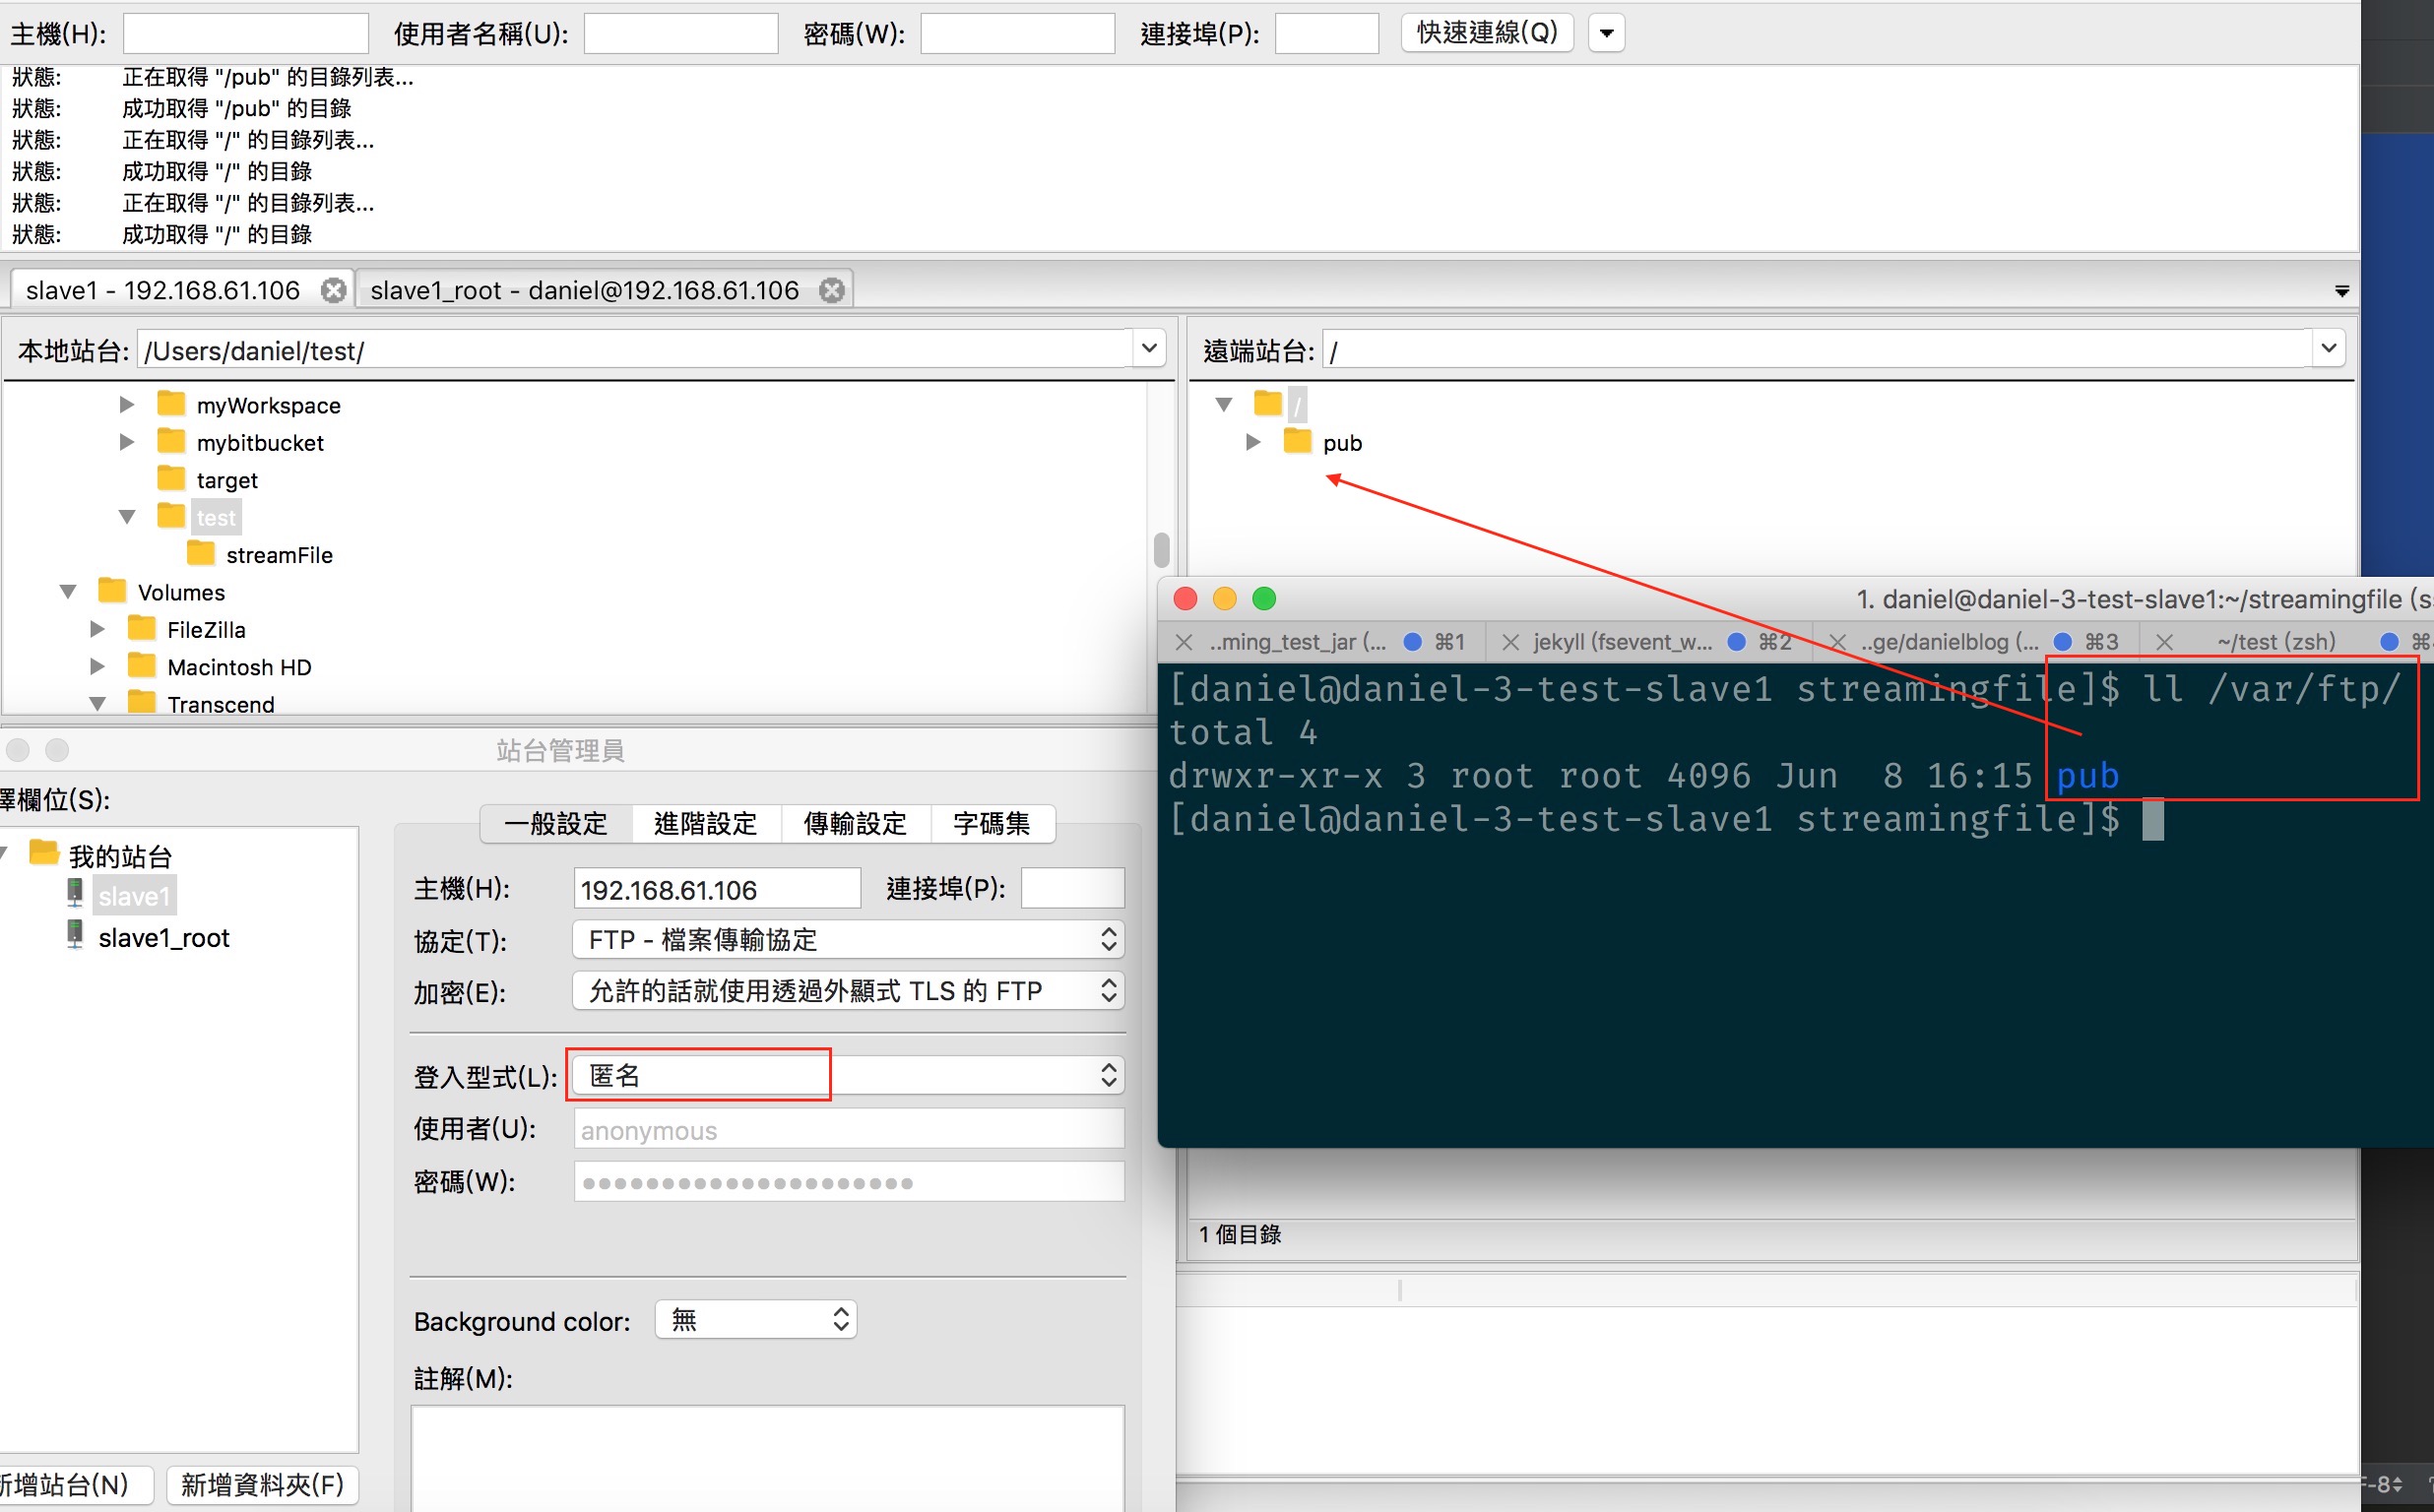 主機(H): 使用者名稱(U): 密碼(W): 連接埠(P): 快速連線(Q)
狀態: 正在取得 "/pub" 的目錄列表...
狀態: 成功取得 "/pub" 的目錄
狀態: 正在取得 "/" 的目錄列表...
狀態: 成功取得 "/" 的目錄
狀態: 正在取得 "/" 的目錄列表...
狀態: 成功取得 "/" 的目錄
slave1 - 192.168.61.106 slave1_root - daniel@192.168.61.106
本地站台: /Users/daniel/test/
myWorkspace
mybitbucket
target
test
streamFile
Volumes
FileZilla
Macintosh HD
Transcend
遠端站台: /
/
pub
1. daniel@daniel-3-test-slave1:~/streamingfile (s
..ming_test_jar (... ⌘1 jekyll (fsevent_w... ⌘2 ..ge/danielblog (... ⌘3 ~/test (zsh) ⌘
[daniel@daniel-3-test-slave1 streamingfile]$ ll /var/ftp/
total 4
drwxr-xr-x 3 root root 4096 Jun 8 16:15 pub
[daniel@daniel-3-test-slave1 streamingfile]$
站台管理員
擇欄位(S):
我的站台
slave1
slave1_root
新增站台(N) 新增資料夾(F)
一般設定 進階設定 傳輸設定 字碼集
主機(H): 192.168.61.106 連接埠(P):
協定(T): FTP - 檔案傳輸協定
加密(E): 允許的話就使用透過外顯式 TLS 的 FTP
登入型式(L): 匿名
使用者(U): anonymous
密碼(W): ●●●●●●●●●●●●●●●●●●●●●
Background color: 無
註解(M):
1 個目錄
F-8